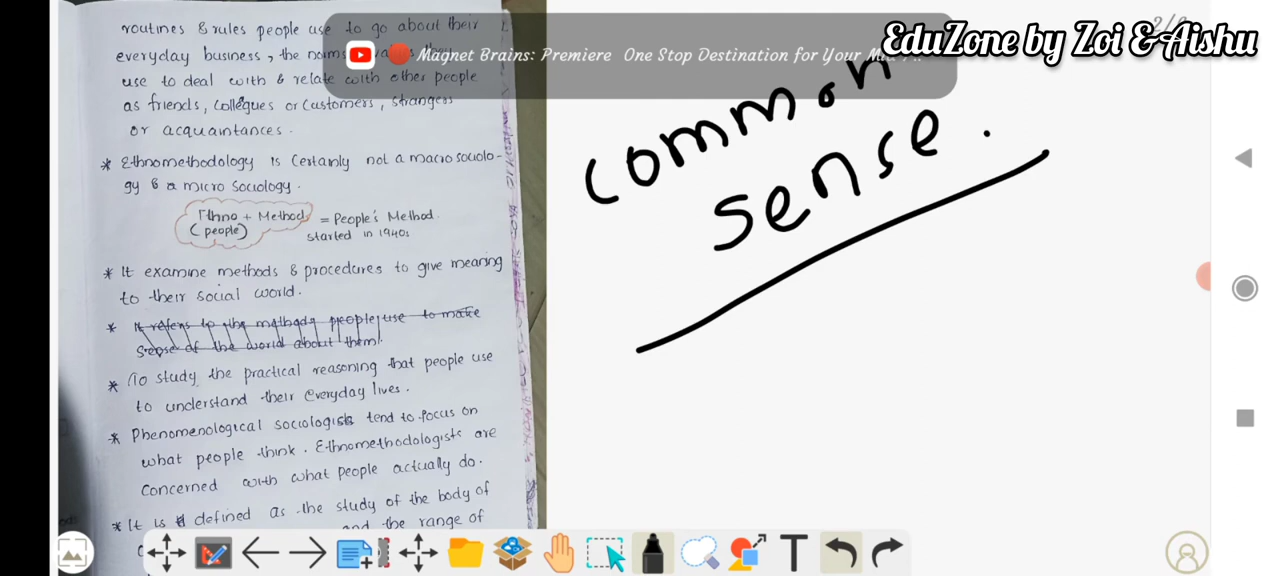 routines & rules people use to go about their
everyday business, the norms
use to deal with & relate with other people
as friends, collegues or customers, strangers
or acquaintances.
* Ethnomethodology is Certainly not a macro sociolo-
gy & a micro sociology.
Ethno + Method = People's Method.
(people) started in 1940s
* It examine methods & procedures to give meaning
to their social world.
* It refers to the methods people use to make
Sense of the world about them.
* To study the practical reasoning that people use
to understand their Everyday lives.
* Phenomenological sociologists tend to focus on
what people think. Ethnomethodologists are
Concerned with what people actually do.
* It is defined as the study of the body of
and the range of
Magnet Brains: Premiere One Stop Destination for Your
EduZone by Zoi & Aishu
common
sense.
T